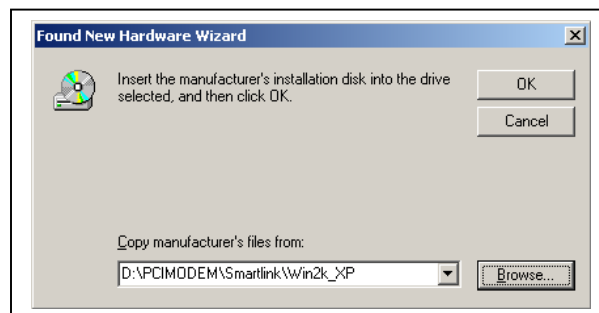 Found New Hardware Wizard
Insert the manufacturer's installation disk into the drive
selected, and then click OK.
OK
Cancel
Copy manufacturer's files from:
D:\PCIMODEM\Smartlink\Win2k_XP
Browse...